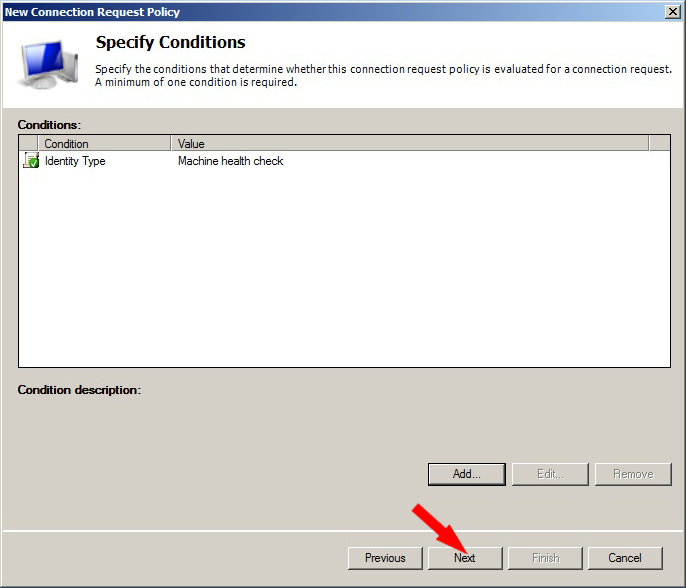 New Connection Request Policy
Specify Conditions
Specify the conditions that determine whether this connection request policy is evaluated for a connection request.
A minimum of one condition is required.
Conditions:
Condition Value
Identity Type Machine health check
Condition description:
Add... Edit... Remove
Previous Next Finish Cancel